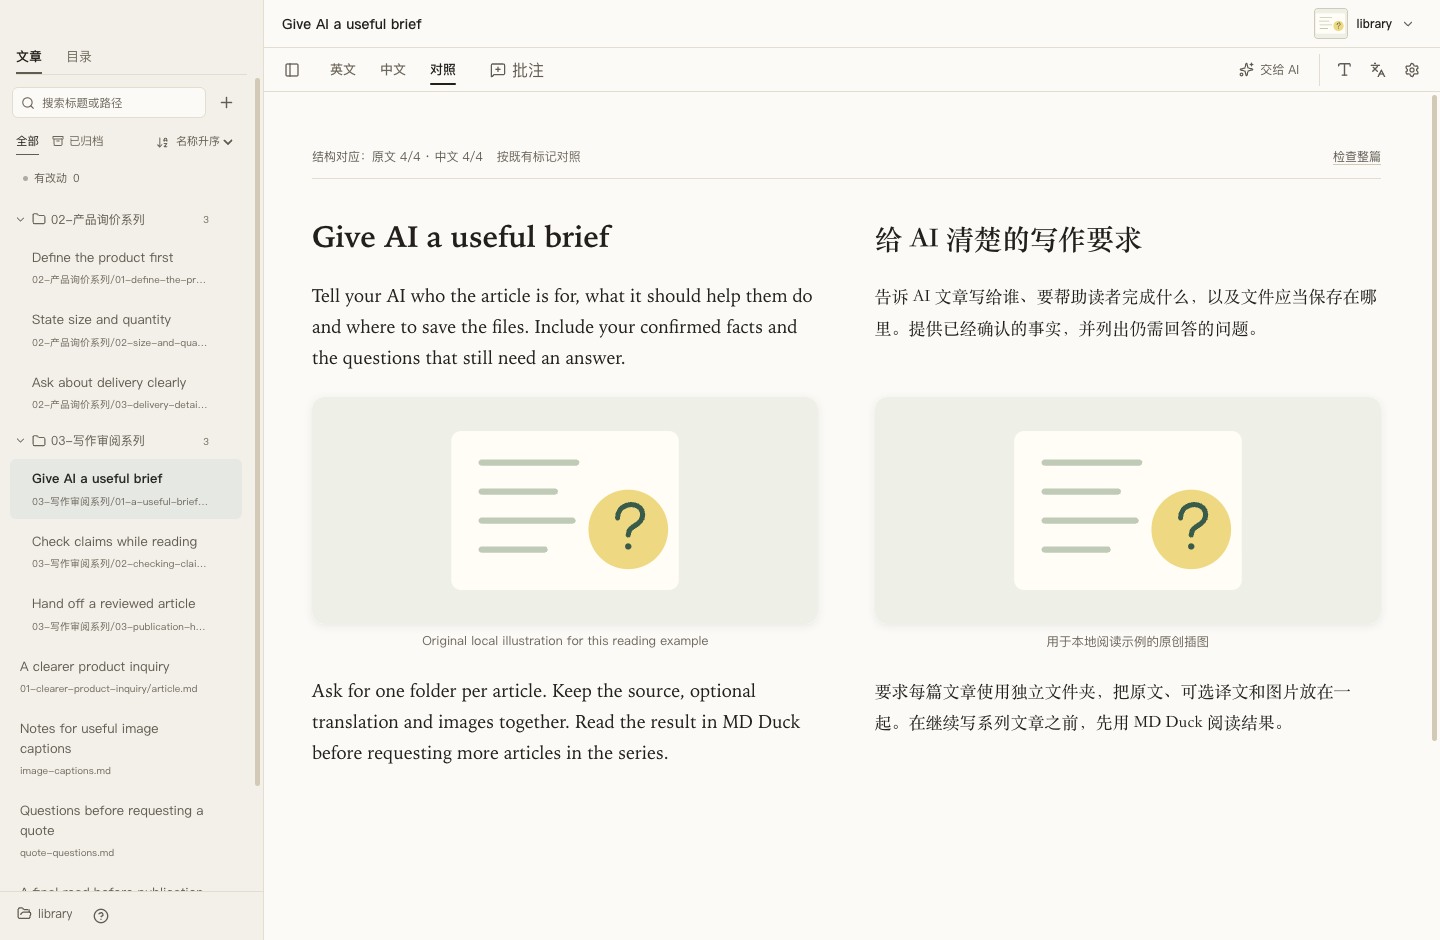 文章 目录
搜索标题或路径
全部 已归档 名称升序
有改动 0
02-产品询价系列 3
Define the product first
02-产品询价系列/01-define-the-pr...
State size and quantity
02-产品询价系列/02-size-and-qua...
Ask about delivery clearly
02-产品询价系列/03-delivery-detai...
03-写作审阅系列 3
Give AI a useful brief
03-写作审阅系列/01-a-useful-brief...
Check claims while reading
03-写作审阅系列/02-checking-clai...
Hand off a reviewed article
03-写作审阅系列/03-publication-h...
A clearer product inquiry
01-clearer-product-inquiry/article.md
Notes for useful image
captions
image-captions.md
Questions before requesting a
quote
quote-questions.md
A final read before publication
library
Give AI a useful brief
library
英文 中文 对照 批注
交给 AI
结构对应：原文 4/4 · 中文 4/4 按既有标记对照
检查整篇
Give AI a useful brief
Tell your AI who the article is for, what it should help them do
and where to save the files. Include your confirmed facts and
the questions that still need an answer.
?
Original local illustration for this reading example
Ask for one folder per article. Keep the source, optional
translation and images together. Read the result in MD Duck
before requesting more articles in the series.
给 AI 清楚的写作要求
告诉 AI 文章写给谁、要帮助读者完成什么，以及文件应当保存在哪
里。提供已经确认的事实，并列出仍需回答的问题。
?
用于本地阅读示例的原创插图
要求每篇文章使用独立文件夹，把原文、可选译文和图片放在一
起。在继续写系列文章之前，先用 MD Duck 阅读结果。